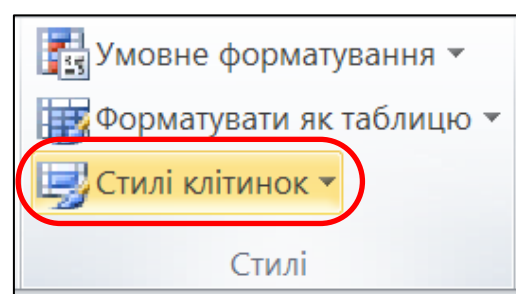 Умовне форматування
Форматувати як таблицю
Стилі клітинок
Стилі